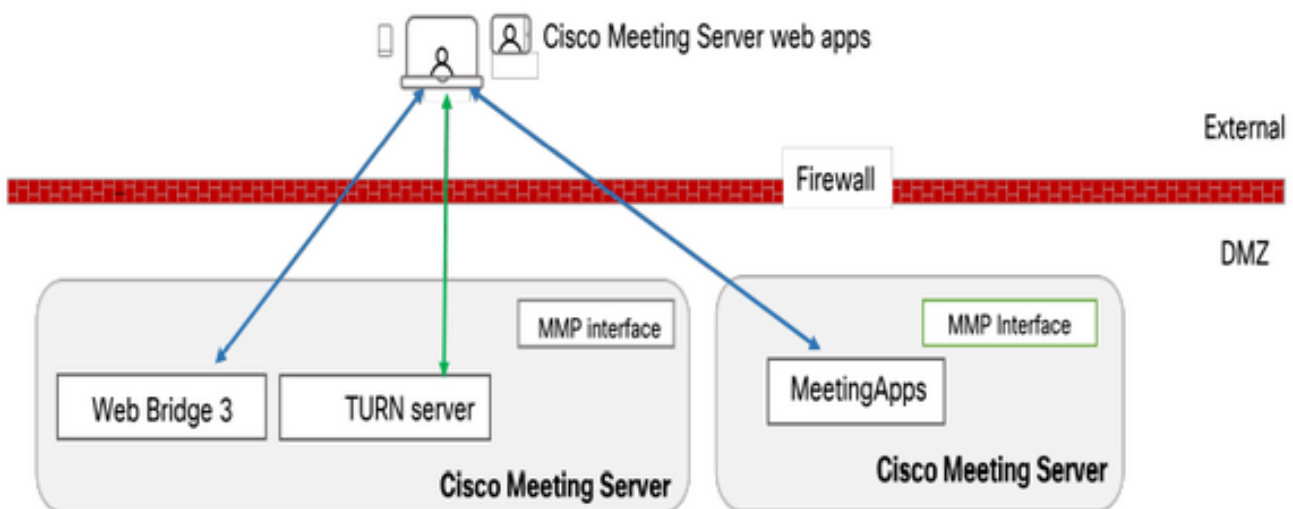 Cisco Meeting Server web apps
External
Firewall
DMZ
MMP interface
Web Bridge 3
TURN server
Cisco Meeting Server
MMP Interface
MeetingApps
Cisco Meeting Server